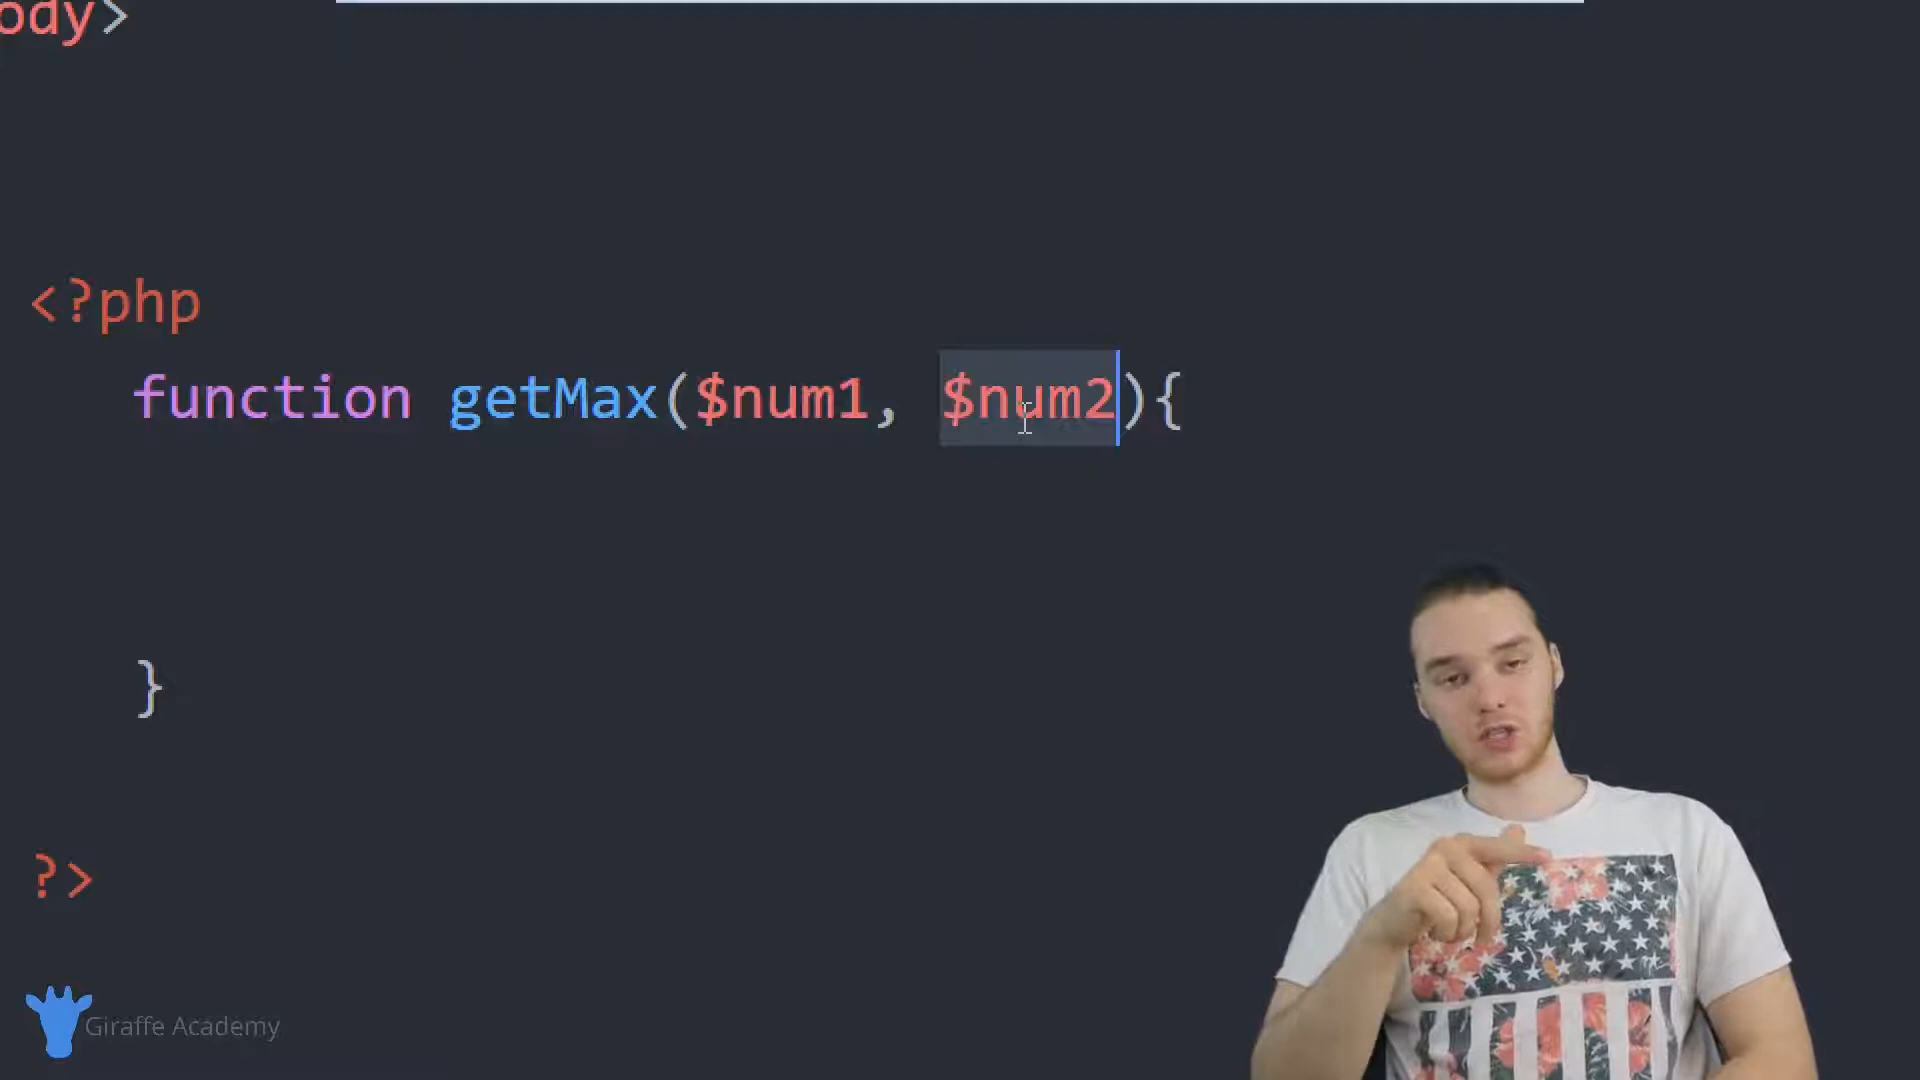 ody>
<?php
function getMax($num1, $num2){
}
?>
Giraffe Academy